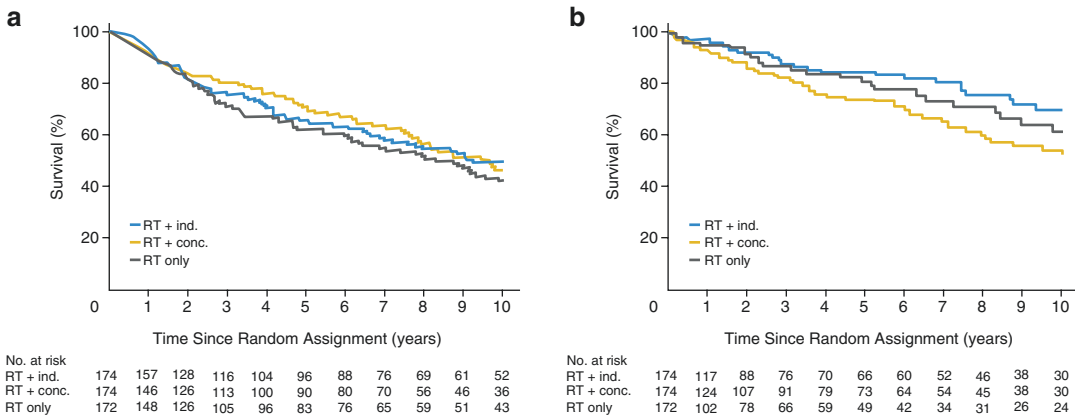 a
100
80
60
40
20
0
Survival (%)
RT + ind.
RT + conc.
RT only
1 2 3 4 5 6 7 8 9 10
Time Since Random Assignment (years)
No. at risk
RT + ind. 174 157 128 116 104 96 88 76 69 61 52
RT + conc. 174 146 126 113 100 90 80 70 56 46 36
RT only 172 148 126 105 96 83 76 65 59 51 43
b
100
80
60
40
20
0
Survival (%)
RT + ind.
RT + conc.
RT only
1 2 3 4 5 6 7 8 9 10
Time Since Random Assignment (years)
No. at risk
RT + ind. 174 117 88 76 70 66 60 52 46 38 30
RT + conc. 174 124 107 91 79 73 64 54 45 38 30
RT only 172 102 78 66 59 49 42 34 31 26 24